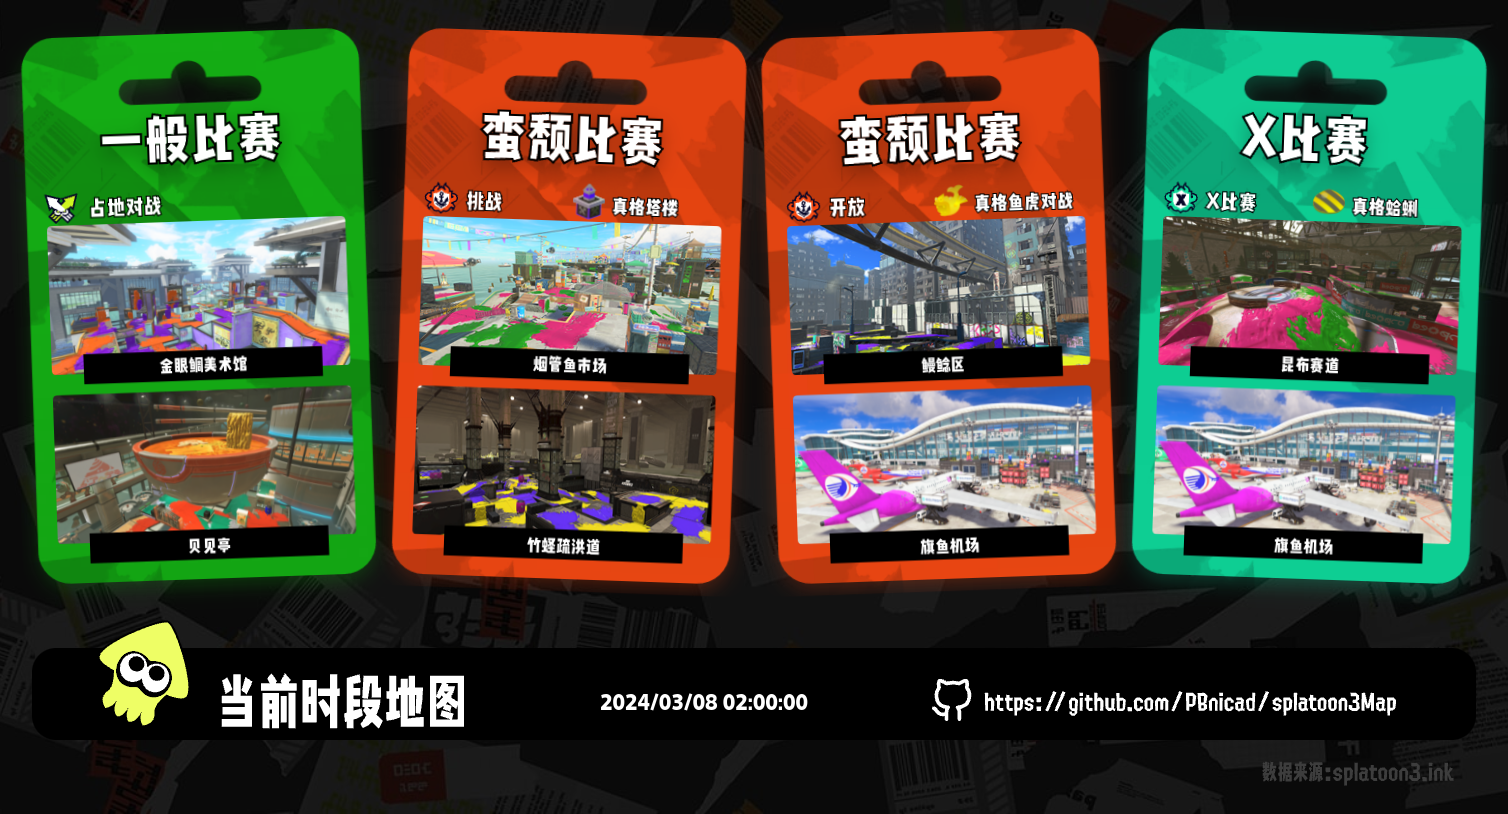 一般比赛
占地对战
金眼鲷美术馆
贝见亭
蛮颓比赛
挑战
真格塔楼
烟管鱼市场
竹蛏疏洪道
蛮颓比赛
开放
真格鱼虎对战
鳗鲶区
旗鱼机场
X比赛
X比赛
真格蛤蜊
昆布赛道
旗鱼机场
当前时段地图
2024/03/08 02:00:00
https://github.com/PBnicad/splatoon3Map
数据来源:splatoon3.ink